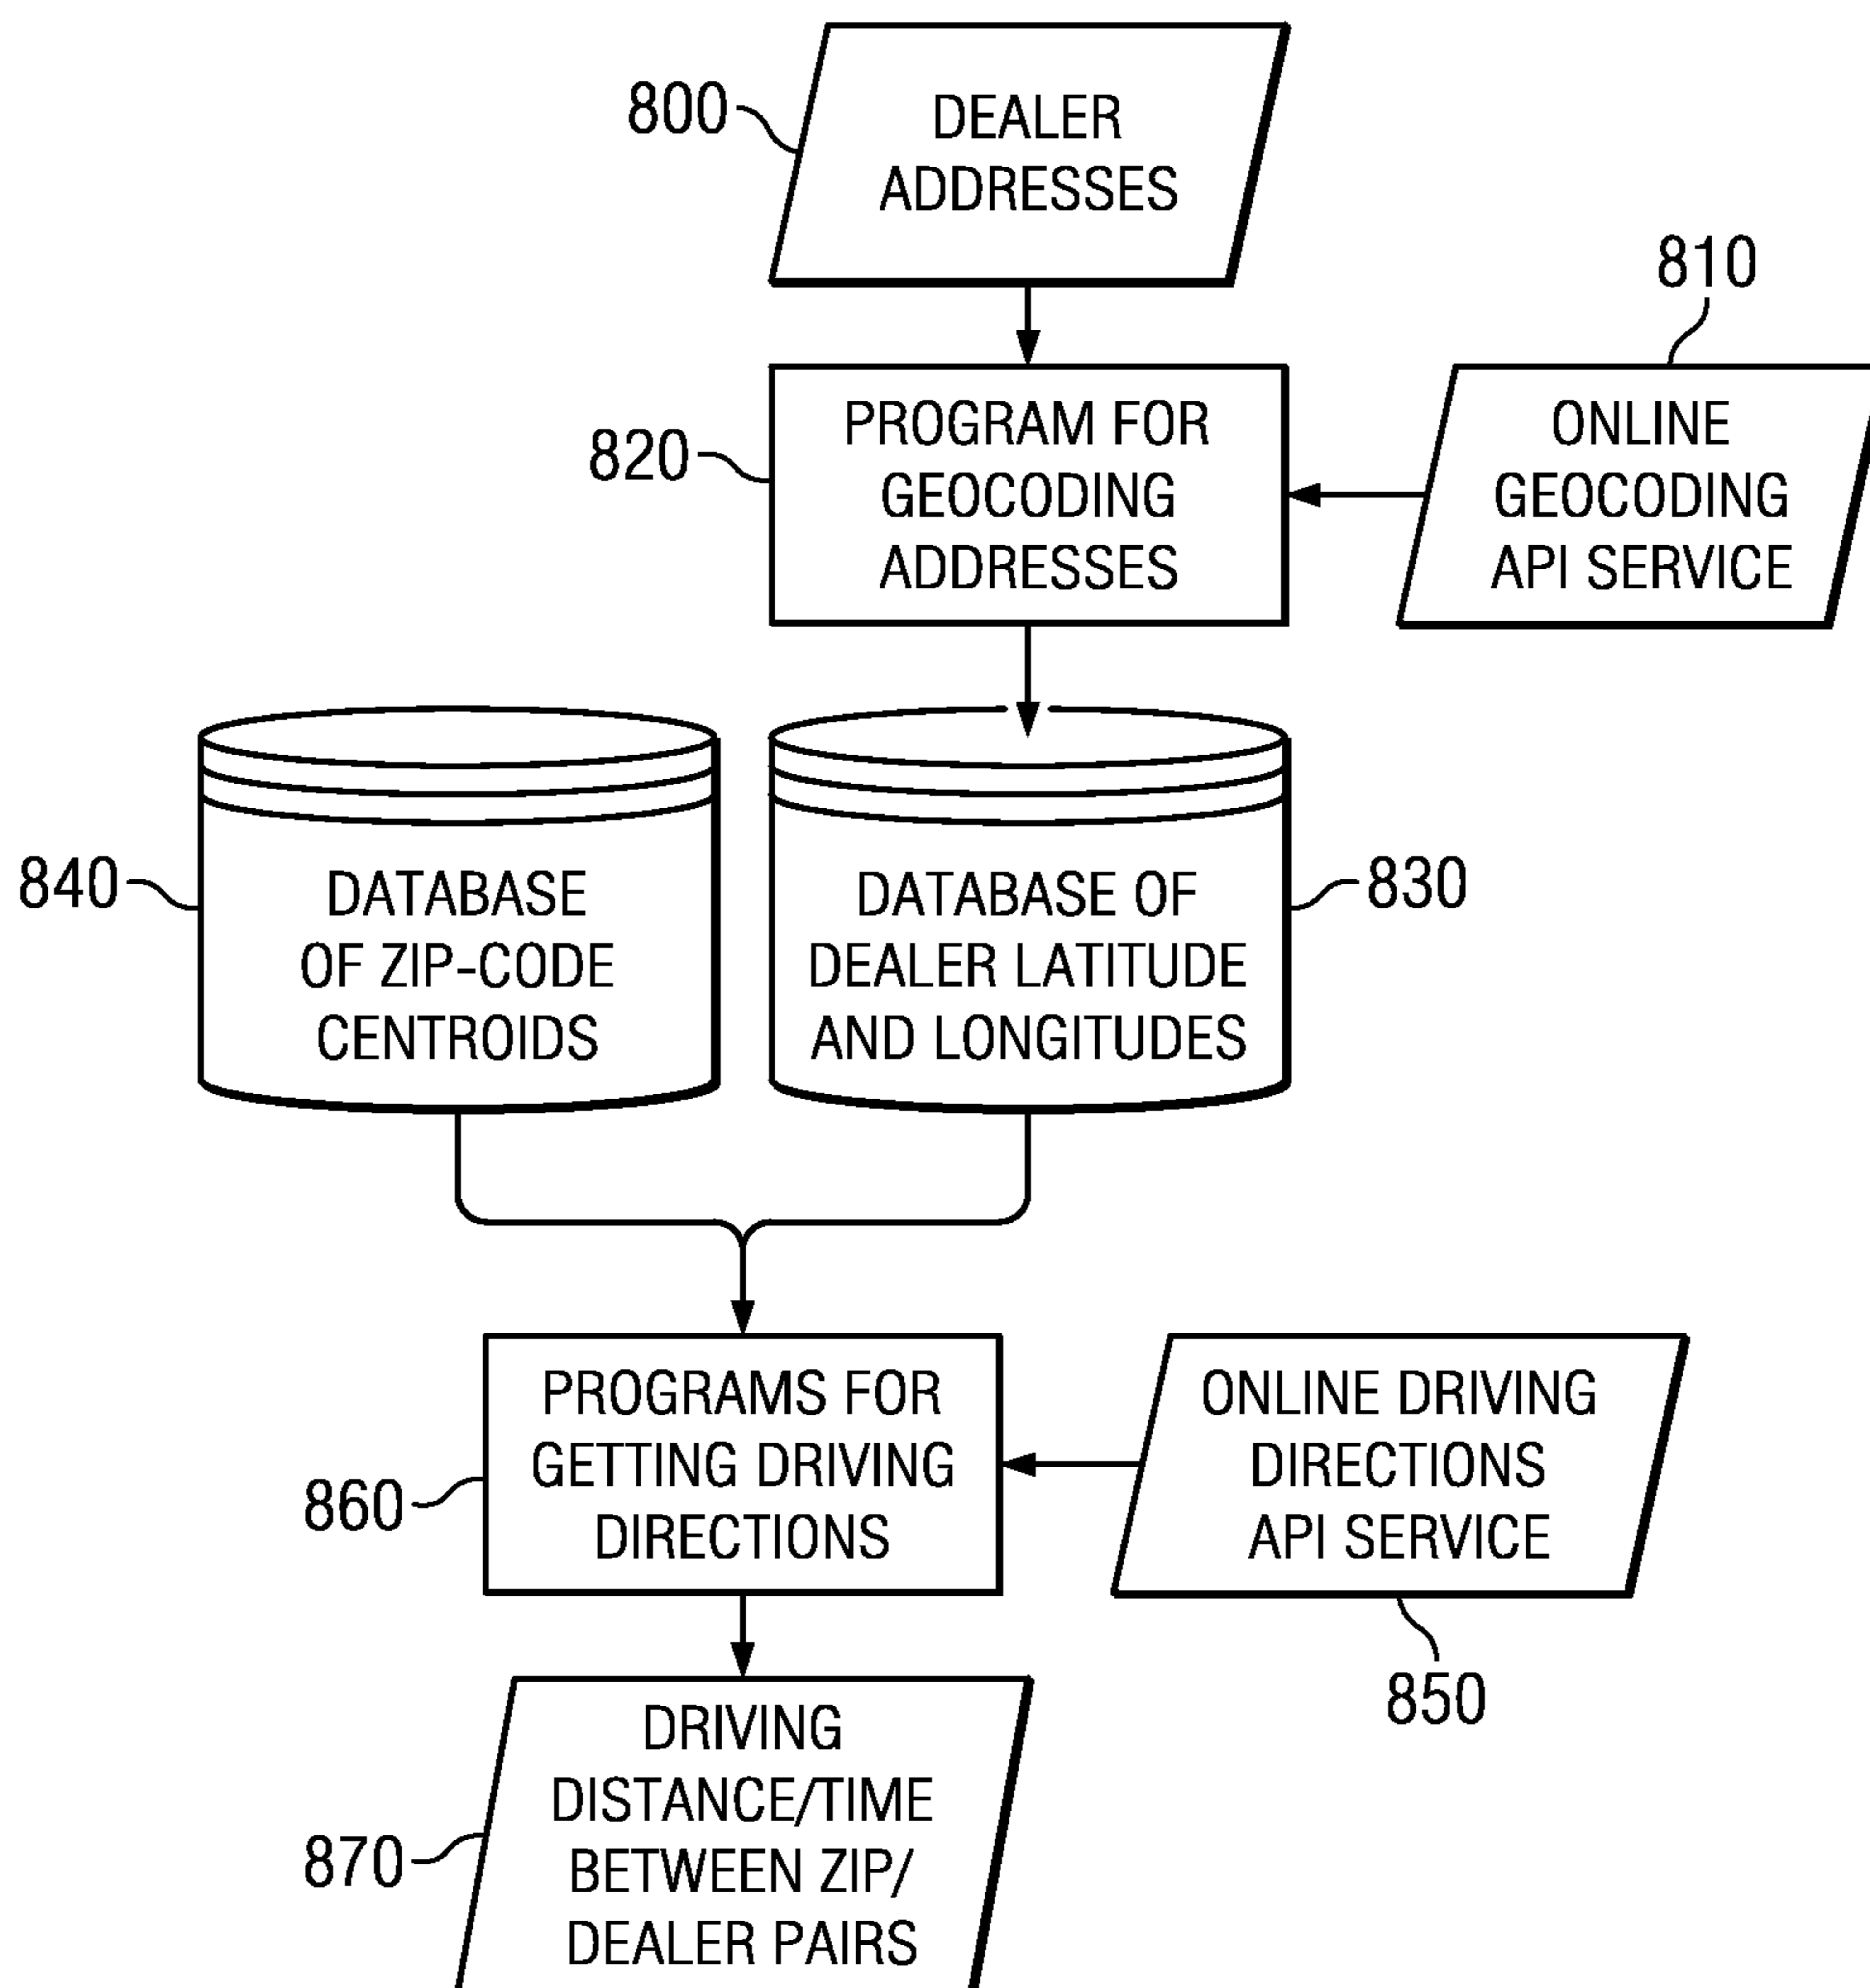 800
DEALER
ADDRESSES
810
820
PROGRAM FOR
GEOCODING
ADDRESSES
ONLINE
GEOCODING
API SERVICE
840
DATABASE
OF ZIP-CODE
CENTROIDS
DATABASE OF
DEALER LATITUDE
AND LONGITUDES
830
860
PROGRAMS FOR
GETTING DRIVING
DIRECTIONS
ONLINE DRIVING
DIRECTIONS
API SERVICE
850
870
DRIVING
DISTANCE/TIME
BETWEEN ZIP/
DEALER PAIRS